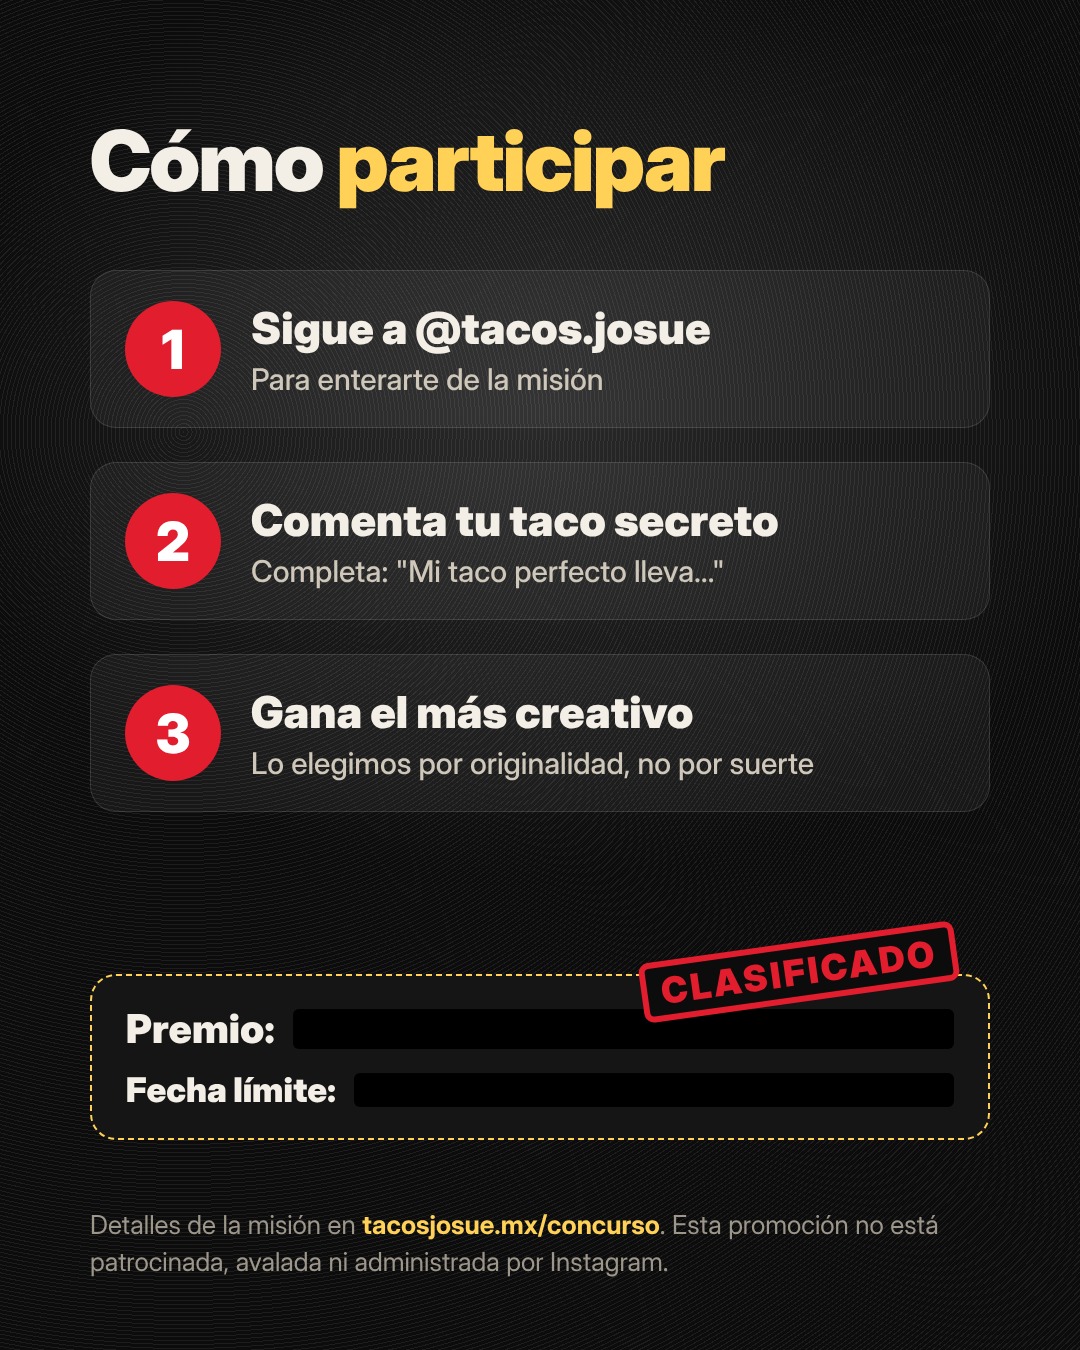 Cómo participar
1
Sigue a @tacos.josue
Para enterarte de la misión
2
Comenta tu taco secreto
Completa: "Mi taco perfecto lleva..."
3
Gana el más creativo
Lo elegimos por originalidad, no por suerte
CLASIFICADO
Premio:
Fecha límite:
Detalles de la misión en tacosjosue.mx/concurso. Esta promoción no está
patrocinada, avalada ni administrada por Instagram.